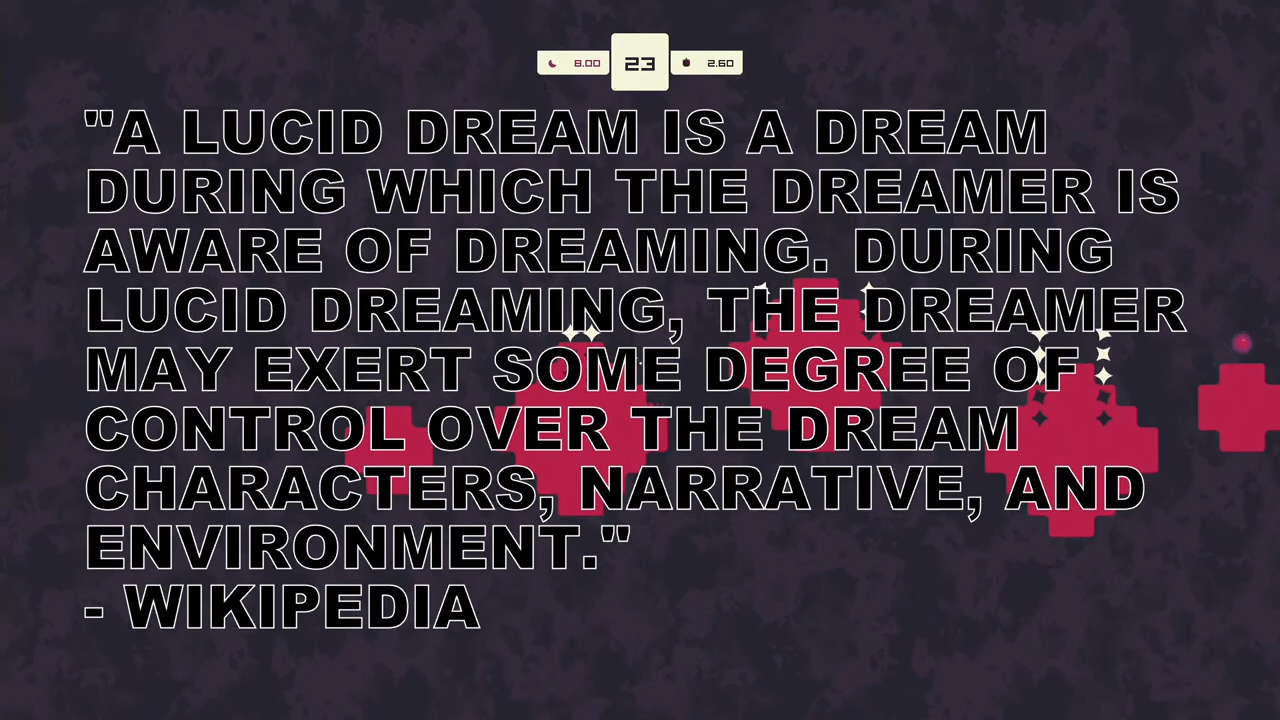 8.00 23 2.60
"A LUCID DREAM IS A DREAM
DURING WHICH THE DREAMER IS
AWARE OF DREAMING. DURING
LUCID DREAMING, THE DREAMER
MAY EXERT SOME DEGREE OF
CONTROL OVER THE DREAM
CHARACTERS, NARRATIVE, AND
ENVIRONMENT."
- WIKIPEDIA